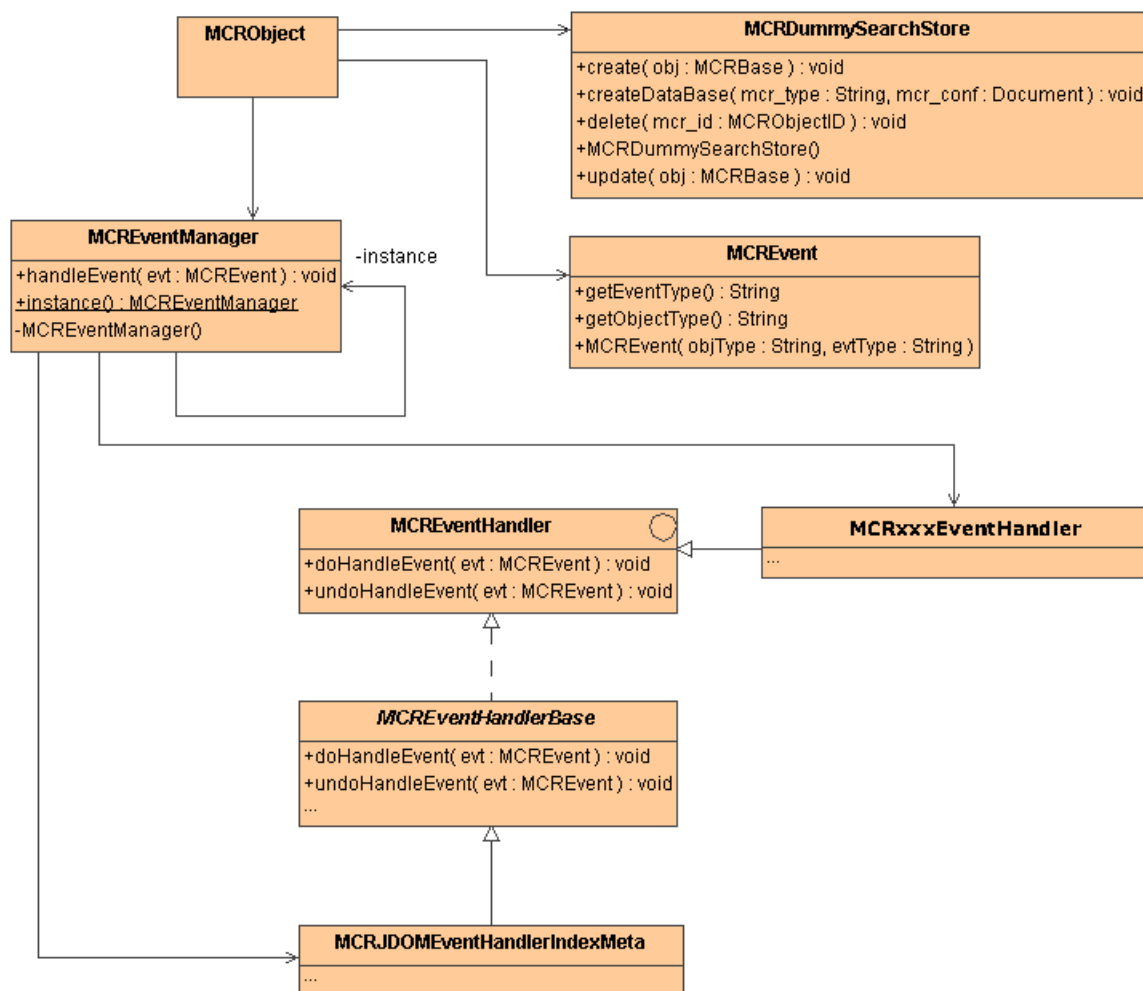 MCRObject
MCRDummySearchStore
+create( obj : MCRBase ) : void
+createDataBase( mcr_type : String, mcr_conf : Document ) : void
+delete( mcr_id : MCRObjectID ) : void
+MCRDummySearchStore()
+update( obj : MCRBase ) : void
MCREventManager
+handleEvent( evt : MCREvent ) : void
+instance() : MCREventManager
-MCREventManager()
-instance
MCREvent
+getEventType() : String
+getObjectType() : String
+MCREvent( objType : String, evtType : String )
MCREventHandler
+doHandleEvent( evt : MCREvent ) : void
+undoHandleEvent( evt : MCREvent ) : void
MCRxxxEventHandler
...
MCREventHandlerBase
+doHandleEvent( evt : MCREvent ) : void
+undoHandleEvent( evt : MCREvent ) : void
...
MCRJDOMEventHandlerIndexMeta
...